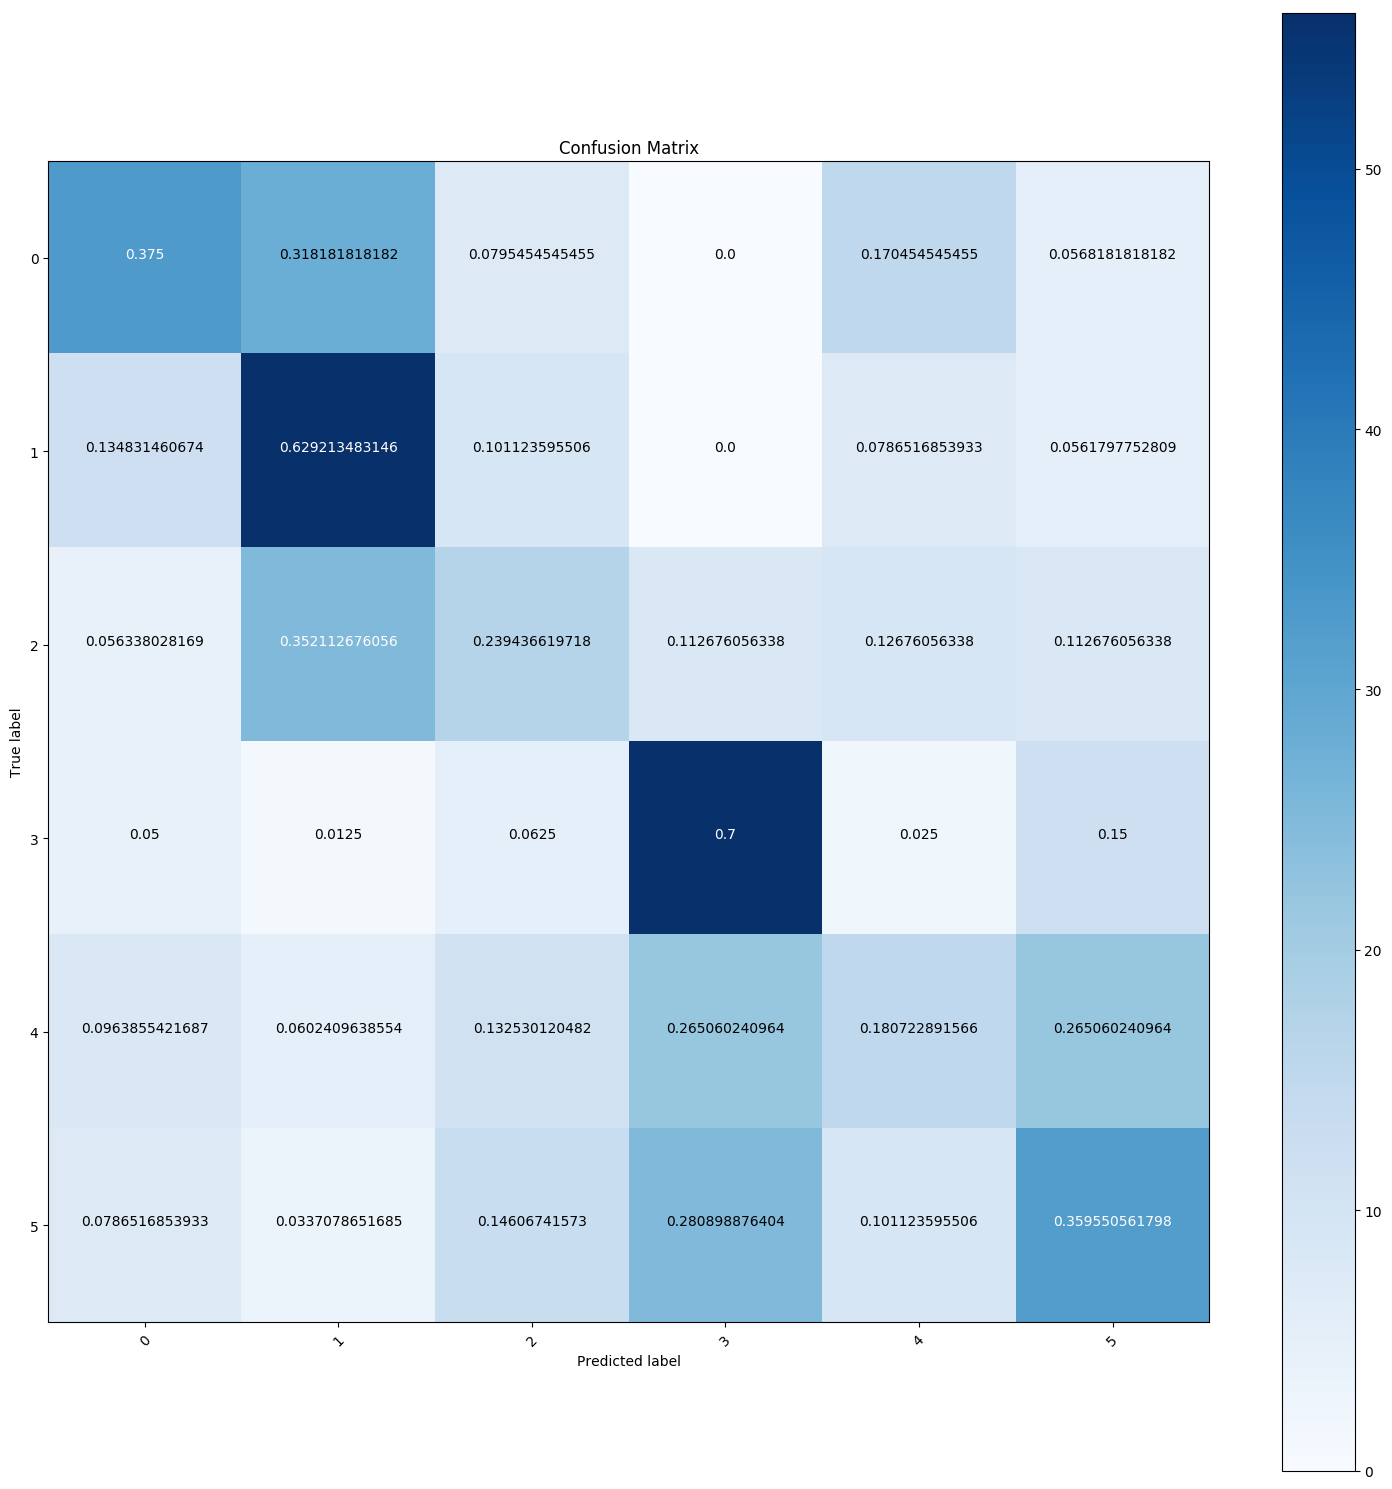 Confusion Matrix
0 0.375 0.318181818182 0.0795454545455 0.0 0.170454545455 0.0568181818182
1 0.134831460674 0.629213483146 0.101123595506 0.0 0.0786516853933 0.0561797752809
2 0.056338028169 0.352112676056 0.239436619718 0.112676056338 0.12676056338 0.112676056338
3 0.05 0.0125 0.0625 0.7 0.025 0.15
4 0.0963855421687 0.0602409638554 0.132530120482 0.265060240964 0.180722891566 0.265060240964
5 0.0786516853933 0.0337078651685 0.14606741573 0.280898876404 0.101123595506 0.359550561798
0 1 2 3 4 5
Predicted label
True label
50
40
30
20
10
0